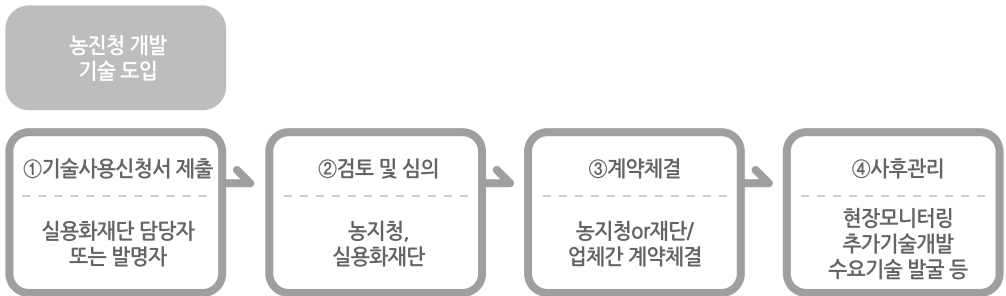 농진청 개발
기술 도입
①기술사용신청서 제출
실용화재단 담당자
또는 발명자
②검토 및 심의
농지청,
실용화재단
③계약체결
농지청or재단/
업체간 계약체결
④사후관리
현장모니터링
추가기술개발
수요기술 발굴 등